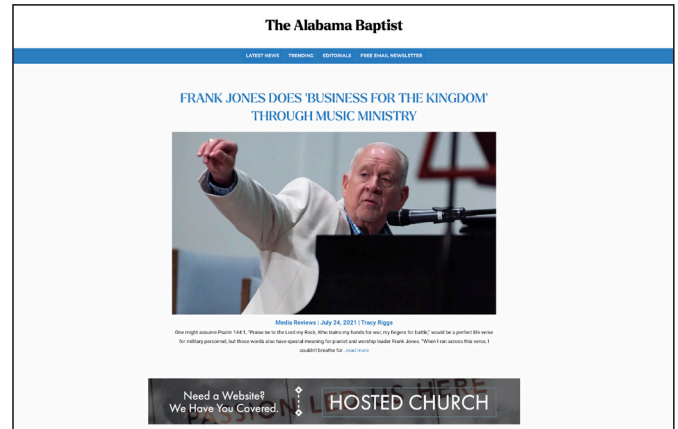 The Alabama Baptist
LATEST NEWS TRENDING EDITORIALS FREE EMAIL NEWSLETTER
FRANK JONES DOES 'BUSINESS FOR THE KINGDOM'
THROUGH MUSIC MINISTRY
Media Reviews | July 24, 2021 | Tracy Riggs
One might assume Psalm 144:1, "Praise be to the Lord my Rock, Who trains my hands for war, my fingers for battle," would be a perfect life verse
for military personnel, but those words also have special meaning for pianist and worship leader Frank Jones. "When I ran across this verse, I
couldn't breathe for ..read more
Need a Website?
We Have You Covered.
HOSTED CHURCH
PASSION LED US HERE